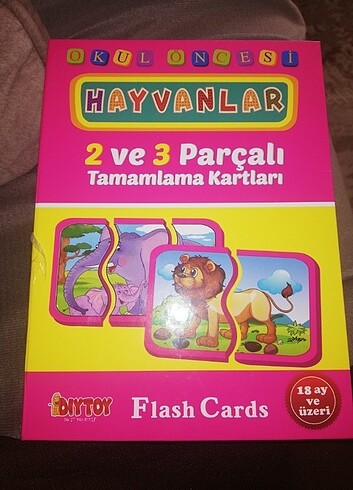 OKUL ÖNCESİ
HAYVANLAR
2 ve 3 Parçalı
Tamamlama Kartları
DIYTOY
Flash Cards
18 ay ve
üzeri